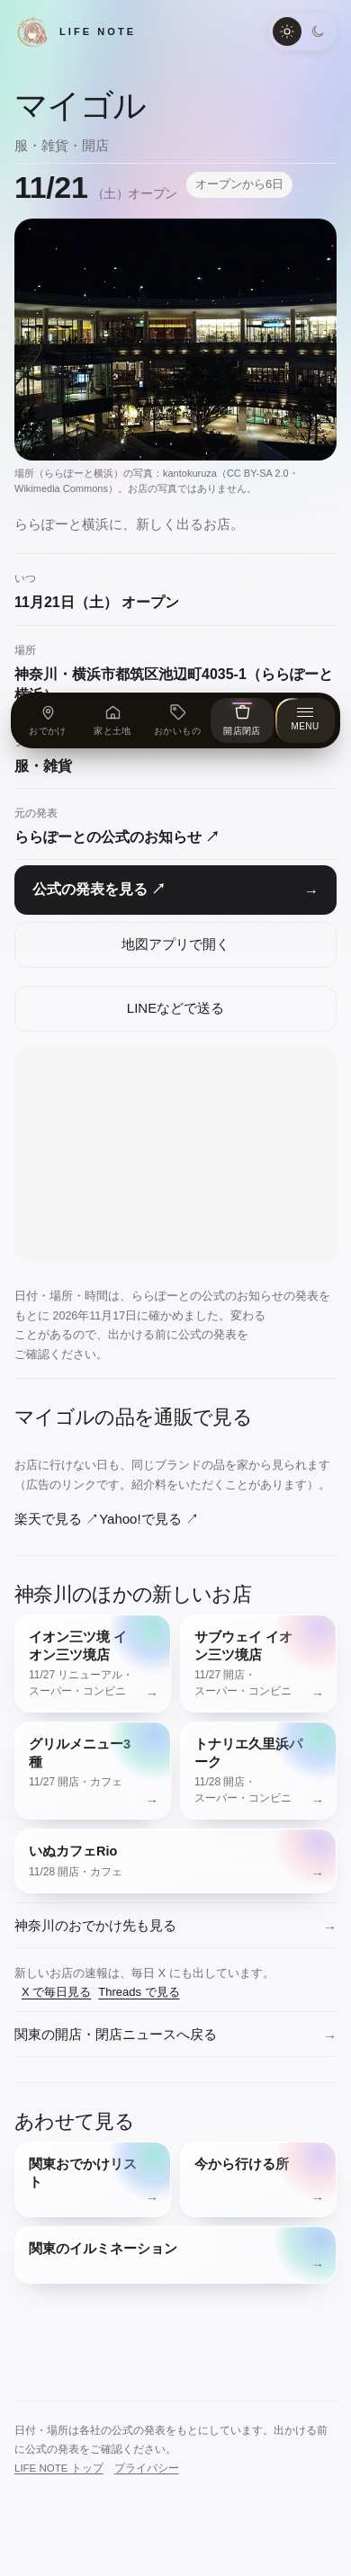 LIFE NOTE
マイゴル
服・雑貨・開店
11/21 （土）オープン オープンから6日
場所（ららぽーと横浜）の写真：kantokuruza（CC BY-SA 2.0・
Wikimedia Commons）。お店の写真ではありません。
ららぽーと横浜に、新しく出るお店。
いつ
11月21日（土） オープン
場所
神奈川・横浜市都筑区池辺町4035-1（ららぽーと
おでかけ
家と土地
おかいもの
開店閉店
MENU
服・雑貨
元の発表
ららぽーとの公式のお知らせ ↗
公式の発表を見る ↗ →
地図アプリで開く
LINEなどで送る
日付・場所・時間は、ららぽーとの公式のお知らせの発表を
もとに 2026年11月17日に確かめました。変わる
ことがあるので、出かける前に公式の発表を
ご確認ください。
マイゴルの品を通販で見る
お店に行けない日も、同じブランドの品を家から見られます
（広告のリンクです。紹介料をいただくことがあります）。
楽天で見る ↗Yahoo!で見る ↗
神奈川のほかの新しいお店
イオン三ツ境 イ
オン三ツ境店
11/27 リニューアル・
スーパー・コンビニ →
サブウェイ イオ
ン三ツ境店
11/27 開店・
スーパー・コンビニ →
グリルメニュー3
種
11/27 開店・カフェ
→
トナリエ久里浜パ
ーク
11/28 開店・
スーパー・コンビニ →
いぬカフェRio
11/28 開店・カフェ →
神奈川のおでかけ先も見る →
新しいお店の速報は、毎日 X にも出しています。
X で毎日見る Threads で見る
関東の開店・閉店ニュースへ戻る →
あわせて見る
関東おでかけリス
ト →
今から行ける所
→
関東のイルミネーション
→
日付・場所は各社の公式の発表をもとにしています。出かける前
に公式の発表をご確認ください。
LIFE NOTE トップ プライバシー